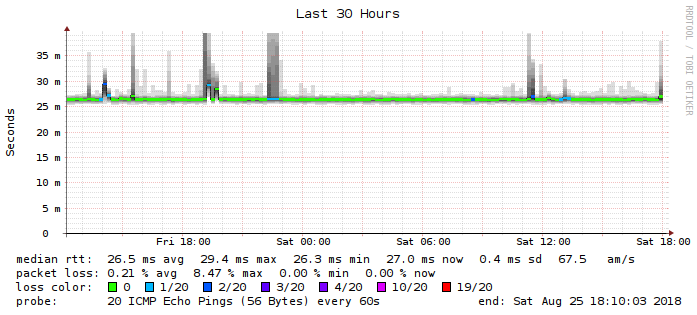 Last 30 Hours
RRDTOOL / TOBI OETIKER
Seconds
35 m
30 m
25 m
20 m
15 m
10 m
5 m
0
Fri 18:00 Sat 00:00 Sat 06:00 Sat 12:00 Sat 18:00
median rtt: 26.5 ms avg 29.4 ms max 26.3 ms min 27.0 ms now 0.4 ms sd 67.5 am/s
packet loss: 0.21 % avg 8.47 % max 0.00 % min 0.00 % now
loss color: 0 1/20 2/20 3/20 4/20 10/20 19/20
probe: 20 ICMP Echo Pings (56 Bytes) every 60s end: Sat Aug 25 18:10:03 2018